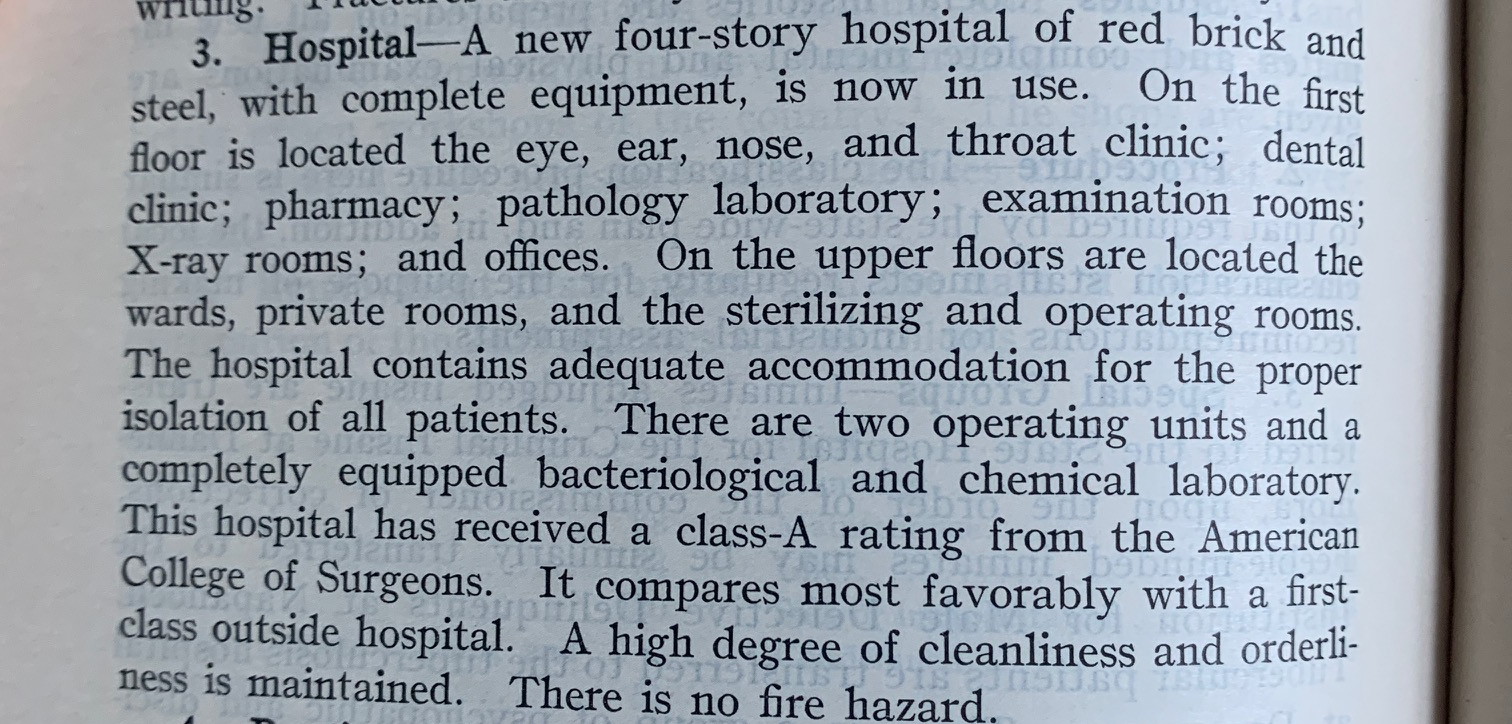 writing.
3. Hospital—A new four-story hospital of red brick and
steel, with complete equipment, is now in use. On the first
floor is located the eye, ear, nose, and throat clinic; dental
clinic; pharmacy; pathology laboratory; examination rooms;
X-ray rooms; and offices. On the upper floors are located the
wards, private rooms, and the sterilizing and operating rooms.
The hospital contains adequate accommodation for the proper
isolation of all patients. There are two operating units and a
completely equipped bacteriological and chemical laboratory.
This hospital has received a class-A rating from the American
College of Surgeons. It compares most favorably with a first-
class outside hospital. A high degree of cleanliness and orderli-
ness is maintained. There is no fire hazard.